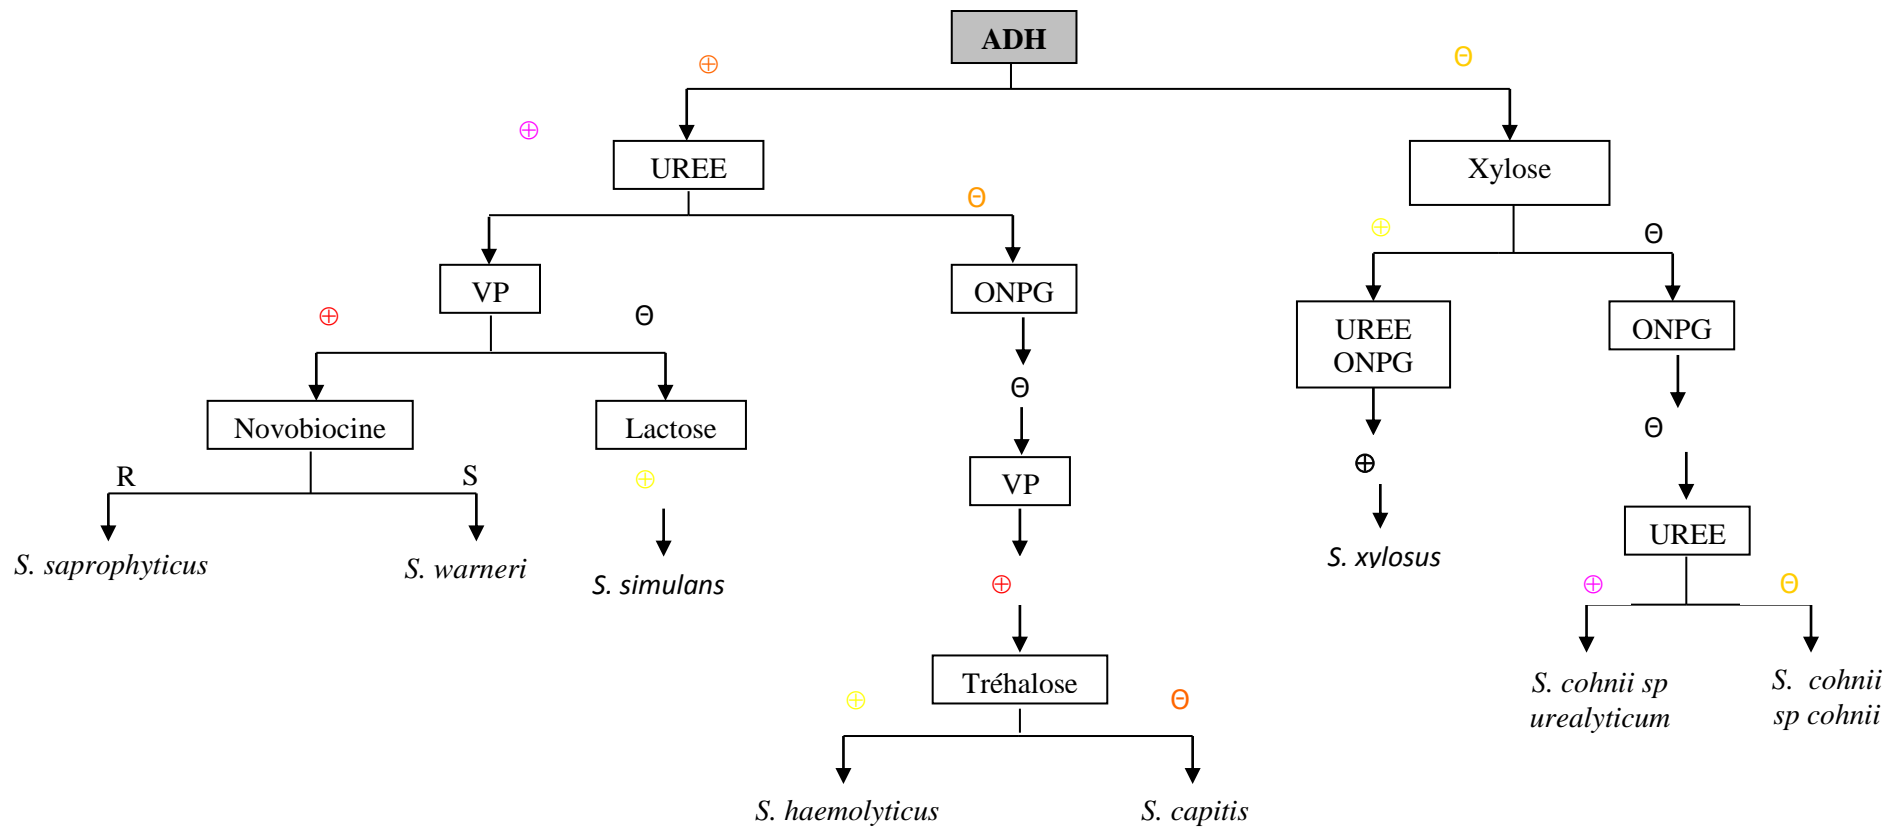 ADH
⊕
Θ
⊕
UREE
Xylose
Θ
⊕
Θ
VP
ONPG
UREE
ONPG
ONPG
⊕
Θ
Θ
Θ
Novobiocine
Lactose
⊕
R
S
⊕
VP
UREE
S. saprophyticus
S. warneri
S. simulans
S. xylosus
⊕
⊕
Θ
Tréhalose
⊕
Θ
S. cohnii sp
urealyticum
S. cohnii
sp cohnii
S. haemolyticus
S. capitis